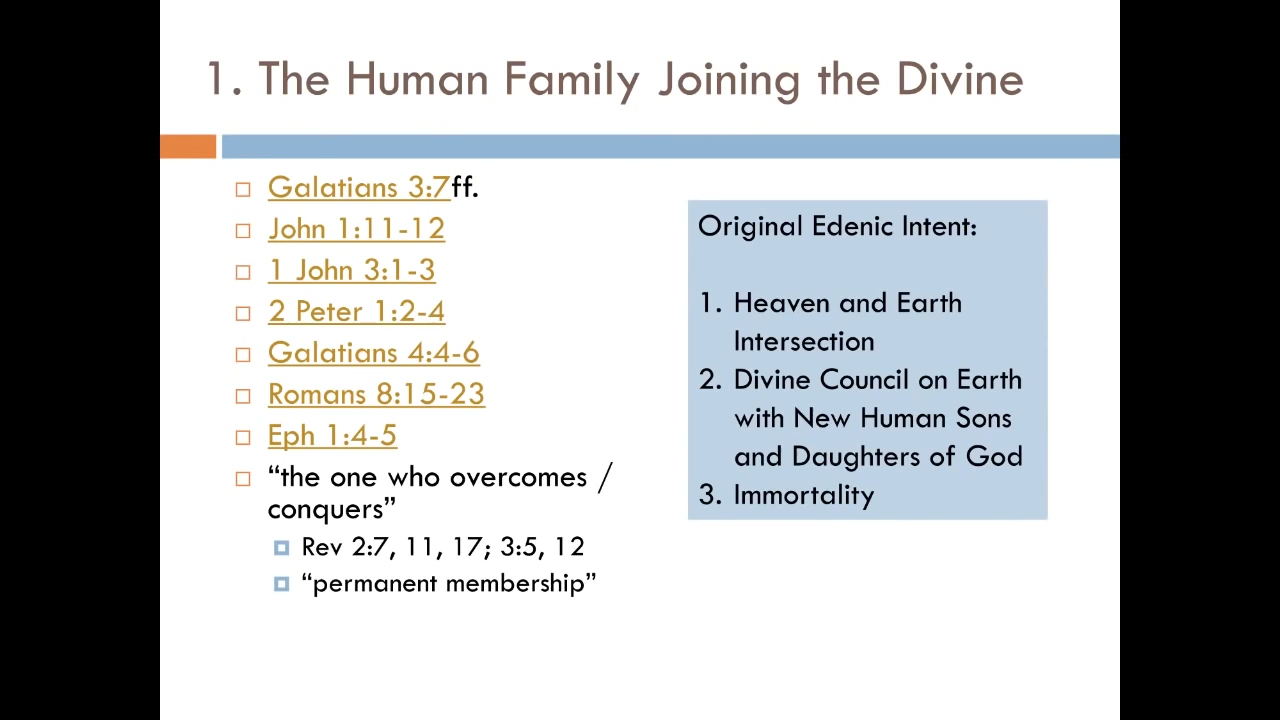 1. The Human Family Joining the Divine
Galatians 3:7ff.
John 1:11-12
1 John 3:1-3
2 Peter 1:2-4
Galatians 4:4-6
Romans 8:15-23
Eph 1:4-5
“the one who overcomes /
conquers”
Rev 2:7, 11, 17; 3:5, 12
“permanent membership”
Original Edenic Intent:
1. Heaven and Earth
Intersection
2. Divine Council on Earth
with New Human Sons
and Daughters of God
3. Immortality